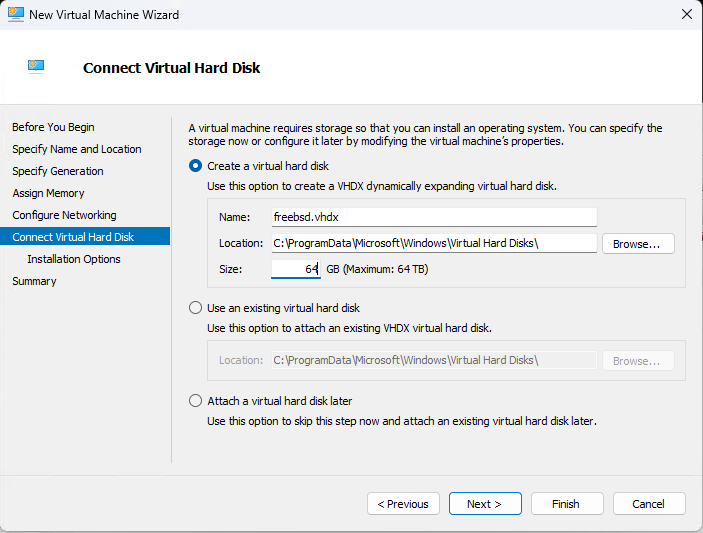 New Virtual Machine Wizard
Connect Virtual Hard Disk
Before You Begin
Specify Name and Location
Specify Generation
Assign Memory
Configure Networking
Connect Virtual Hard Disk
Installation Options
Summary
A virtual machine requires storage so that you can install an operating system. You can specify the
storage now or configure it later by modifying the virtual machine's properties.
Create a virtual hard disk
Use this option to create a VHDX dynamically expanding virtual hard disk.
Name: freebsd.vhdx
Location: C:\ProgramData\Microsoft\Windows\Virtual Hard Disks\ Browse...
Size: 64 GB (Maximum: 64 TB)
Use an existing virtual hard disk
Use this option to attach an existing VHDX virtual hard disk.
Location: C:\ProgramData\Microsoft\Windows\Virtual Hard Disks\ Browse...
Attach a virtual hard disk later
Use this option to skip this step now and attach an existing virtual hard disk later.
< Previous Next > Finish Cancel